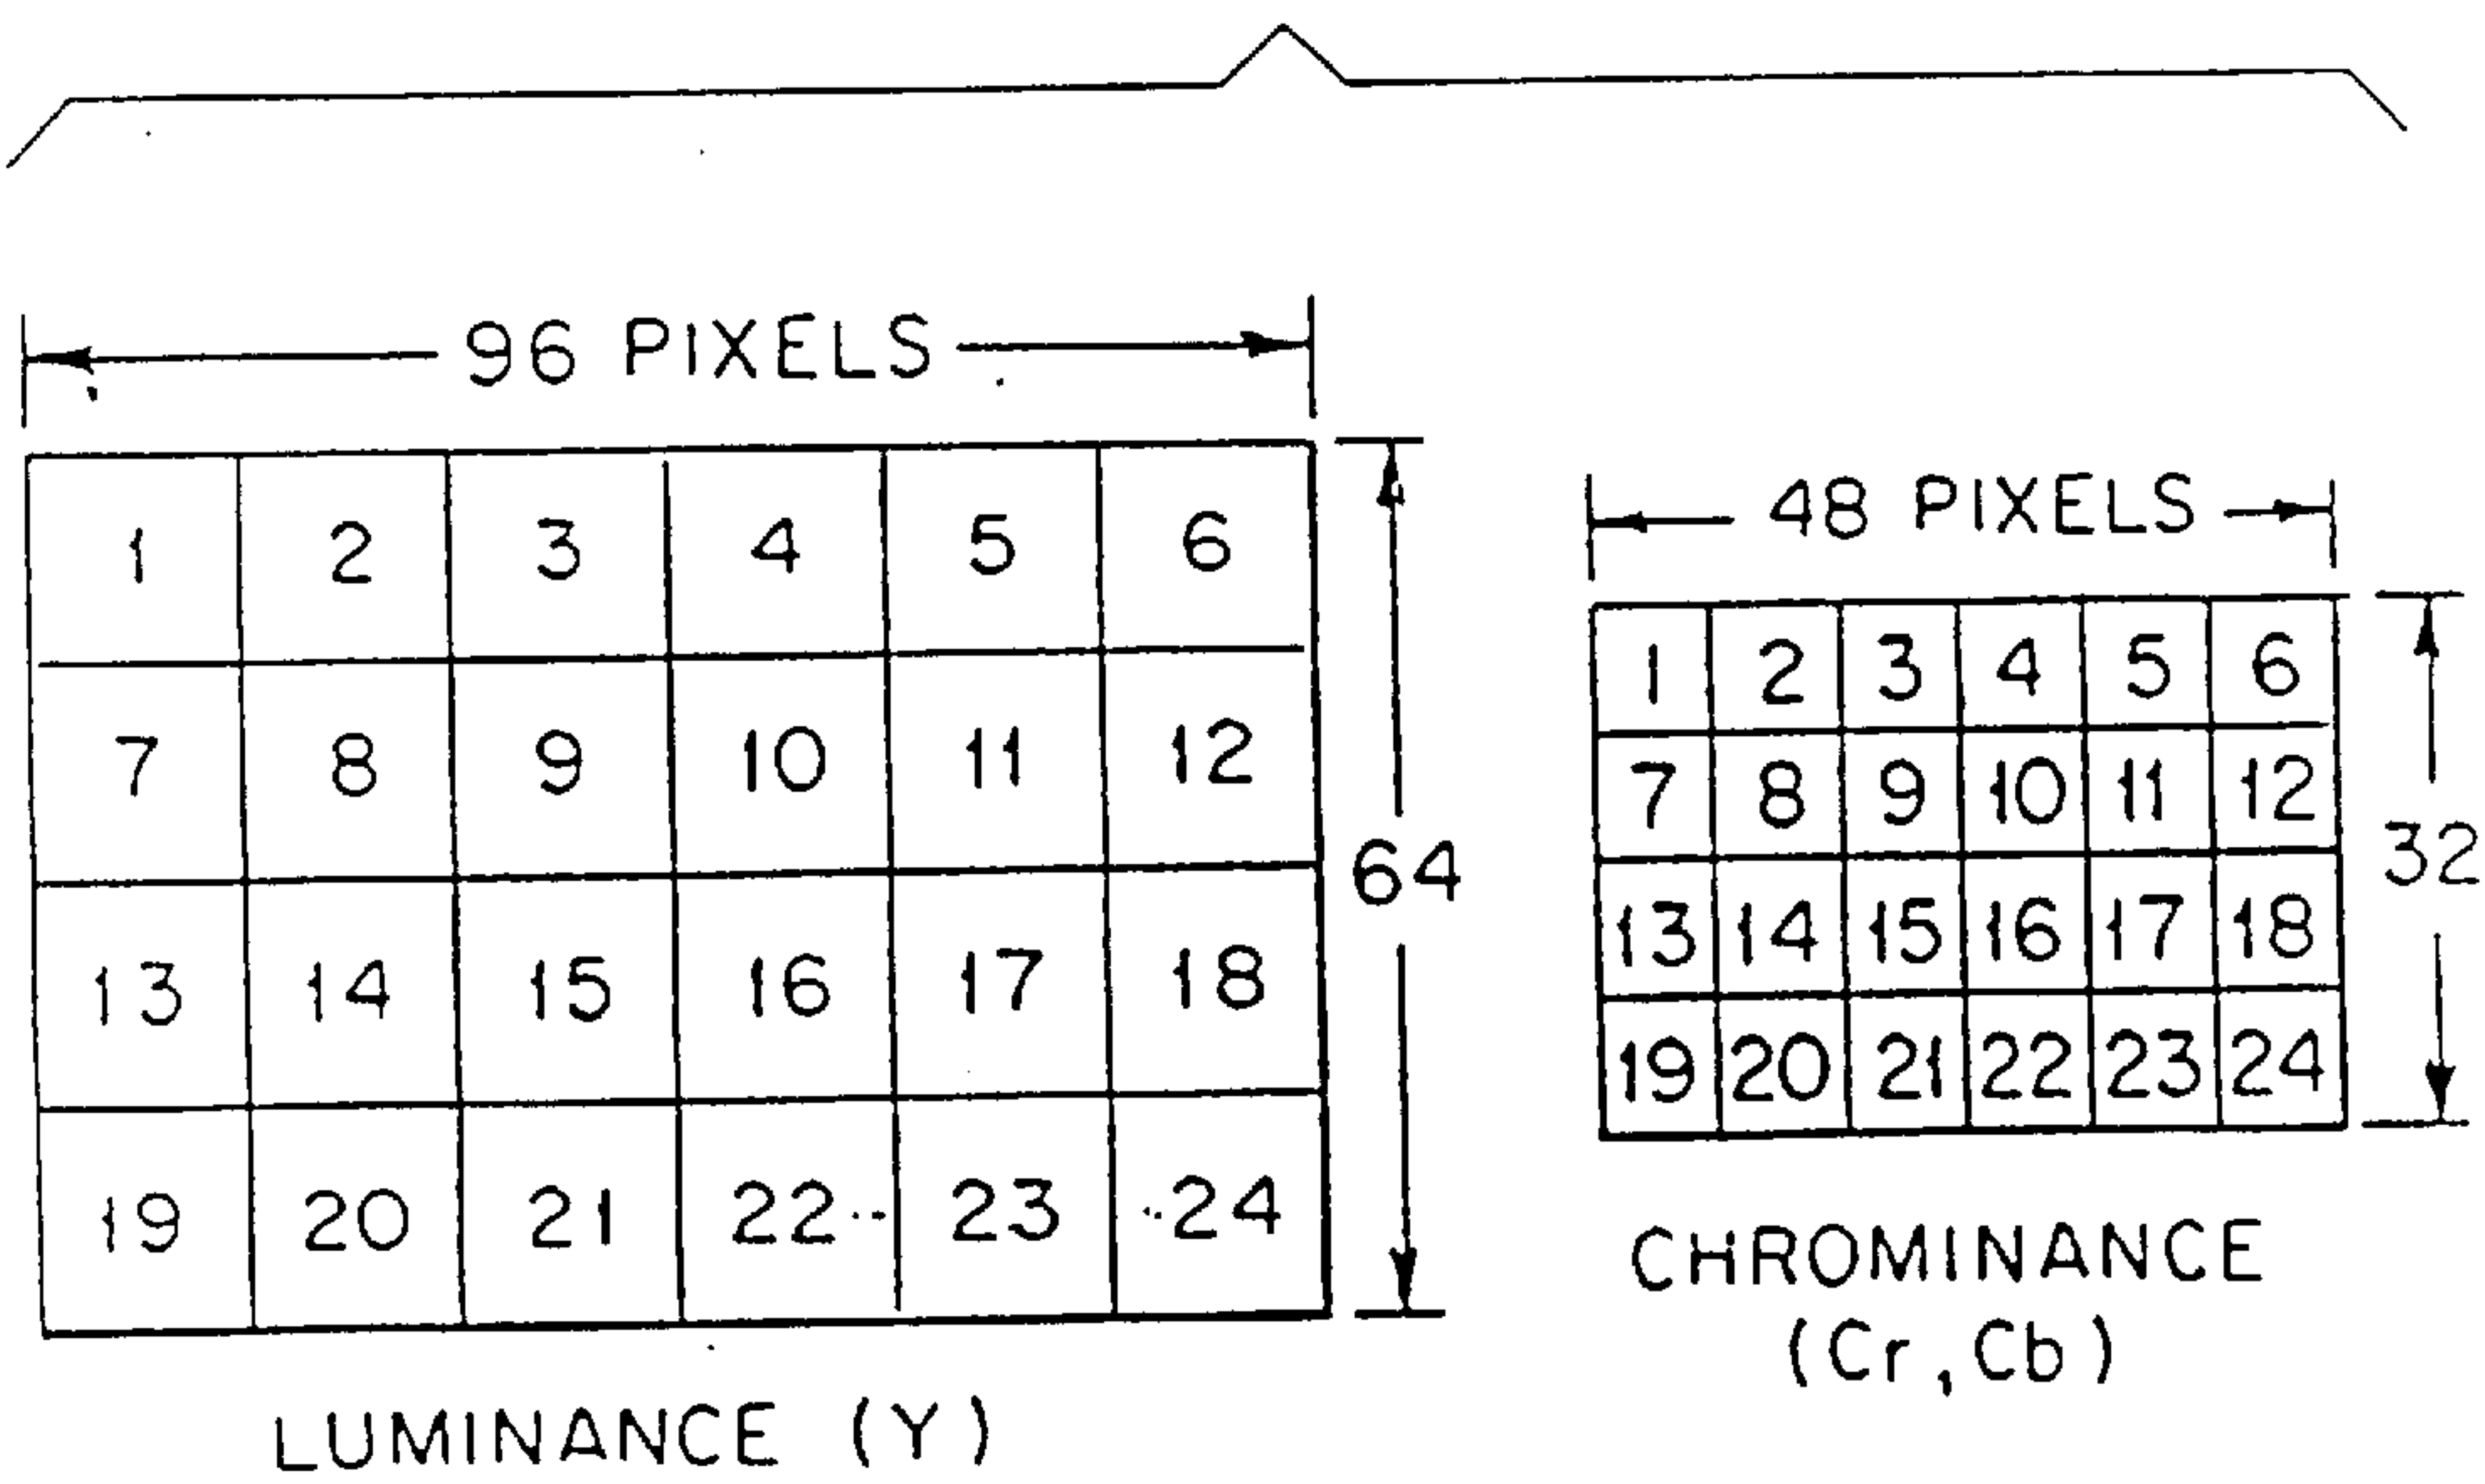 96 PIXELS
1 2 3 4 5 6
7 8 9 10 11 12
13 14 15 16 17 18
19 20 21 22 23 24
64
LUMINANCE (Y)
48 PIXELS
1 2 3 4 5 6
7 8 9 10 11 12
13 14 15 16 17 18
19 20 21 22 23 24
32
CHROMINANCE
(Cr, Cb)